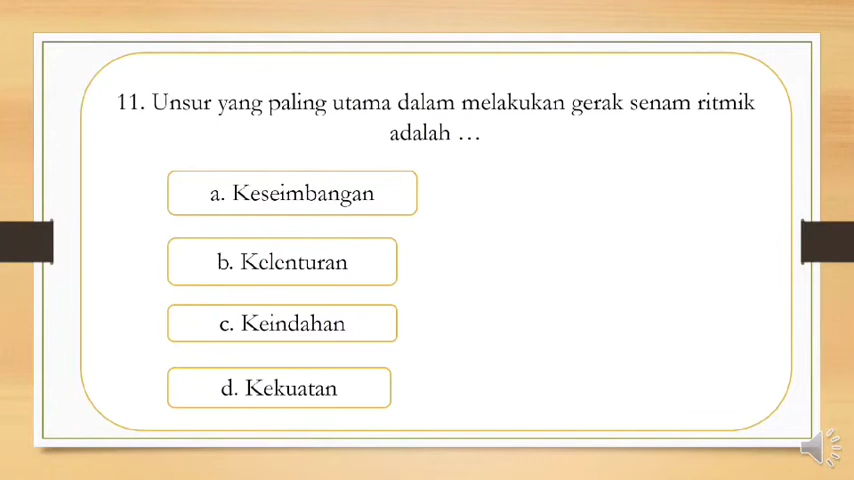 11. Unsur yang paling utama dalam melakukan gerak senam ritmik
adalah …
a. Keseimbangan
b. Kelenturan
c. Keindahan
d. Kekuatan